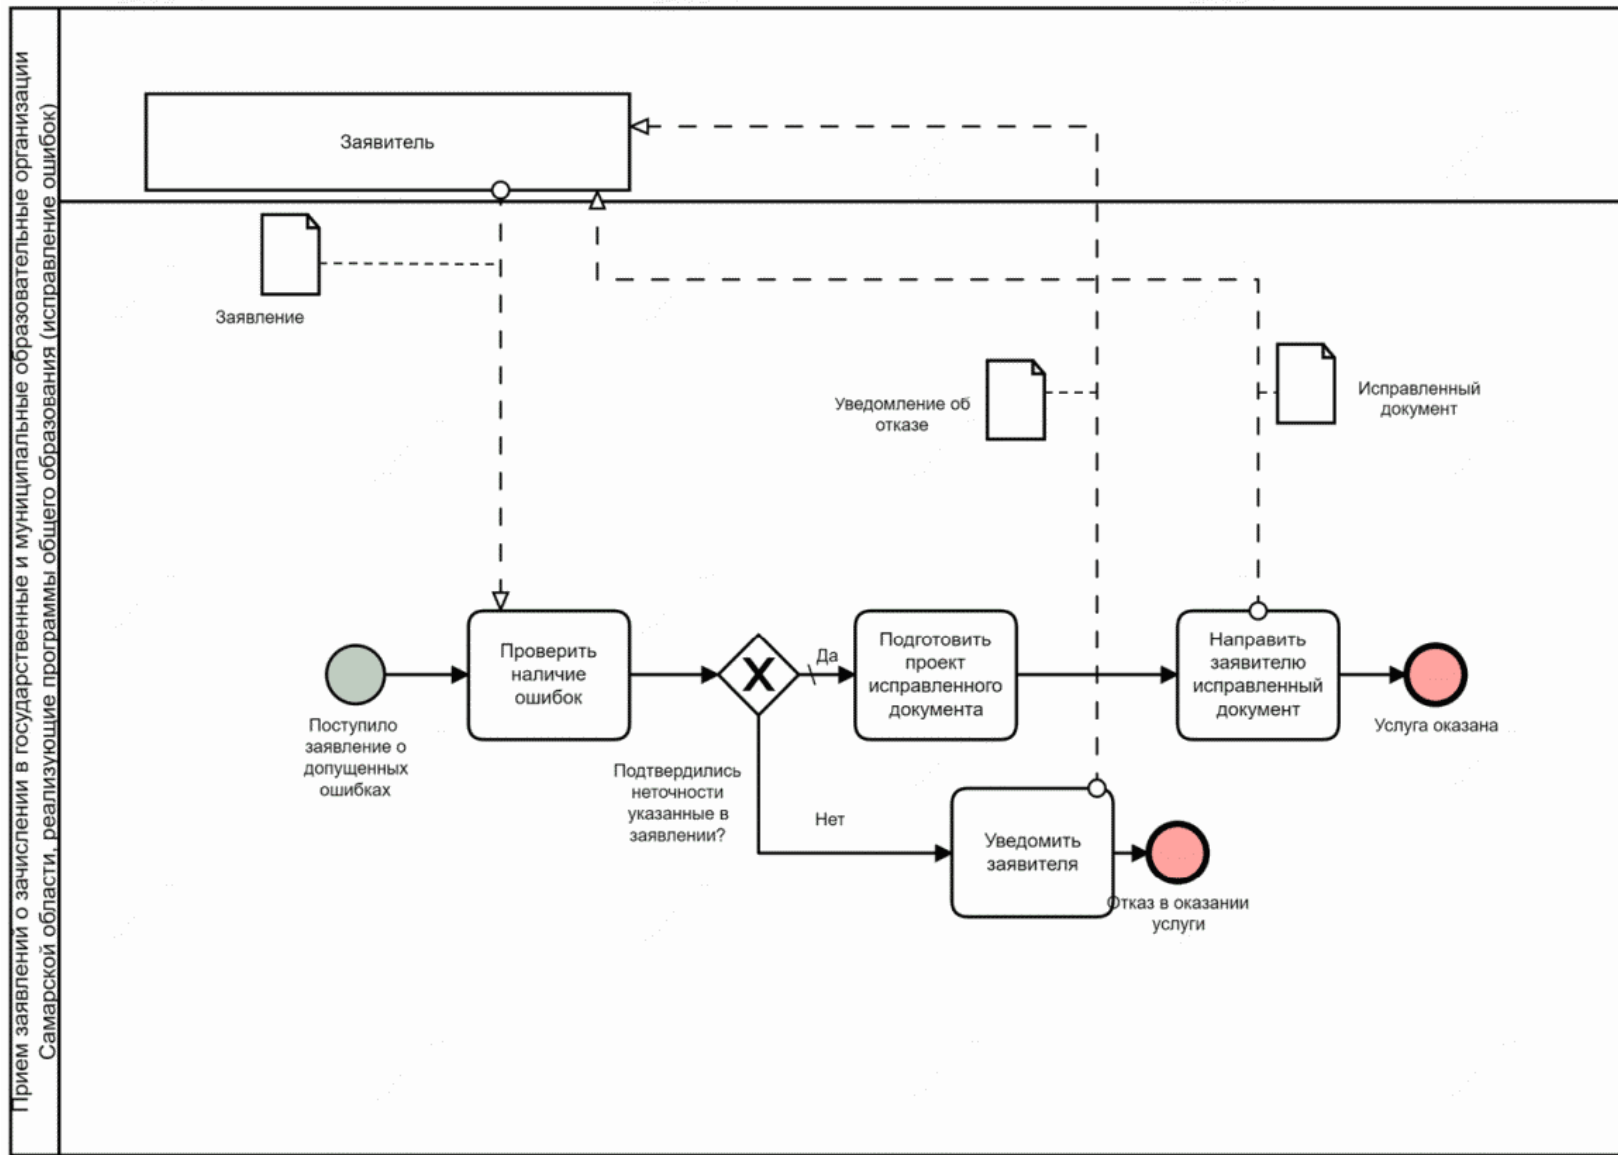 Прием заявлений о зачислении в государственные и муниципальные образовательные организации
Самарской области, реализующие программы общего образования (исправление ошибок)
Заявитель
Заявление
Уведомление об
отказе
Исправленный
документ
Поступило
заявление о
допущенных
ошибках
Проверить
наличие
ошибок
Подтвердились
неточности
указанные в
заявлении?
Да
Подготовить
проект
исправленного
документа
Направить
заявителю
исправленный
документ
Услуга оказана
Нет
Уведомить
заявителя
Отказ в оказании
услуги